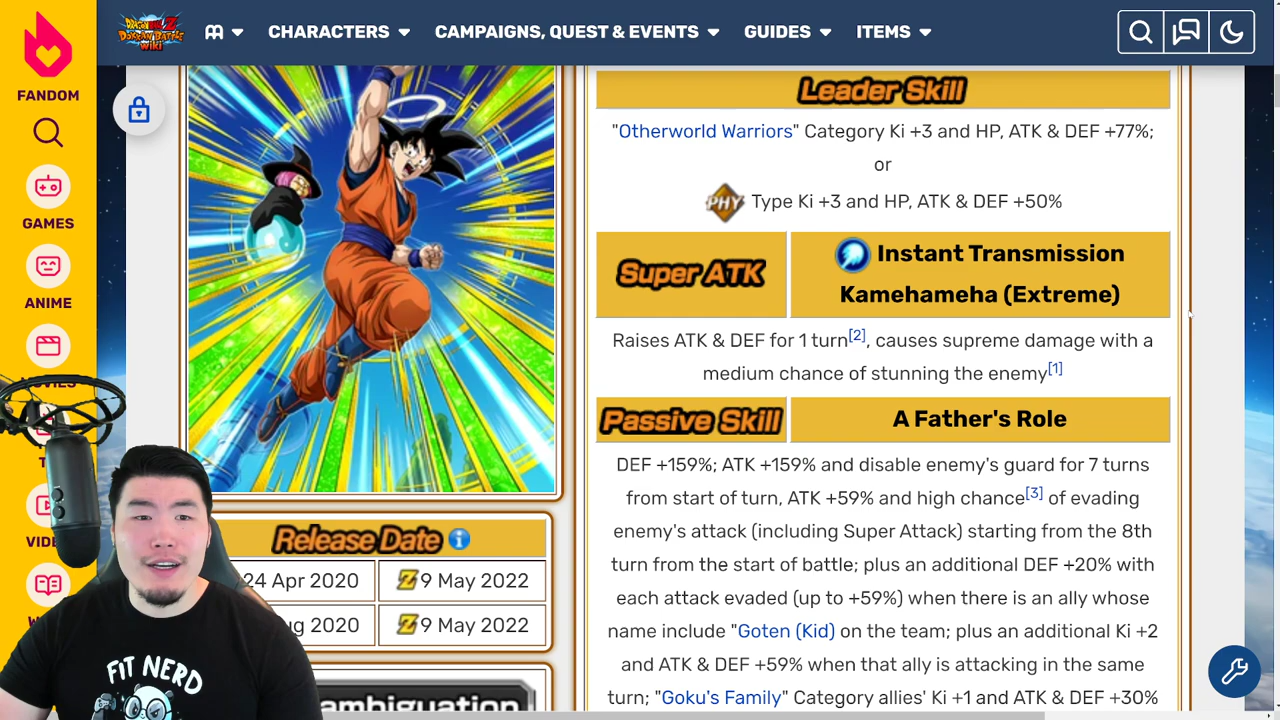 DRAGONBALL Z
DOKKAN BATTLE
WIKI
CHARACTERS
CAMPAIGNS, QUEST & EVENTS
GUIDES
ITEMS
FANDOM
GAMES
ANIME
VIDE
Leader Skill
"Otherworld Warriors" Category Ki +3 and HP, ATK & DEF +77%;
or
PHY Type Ki +3 and HP, ATK & DEF +50%
Super ATK
Instant Transmission
Kamehameha (Extreme)
Raises ATK & DEF for 1 turn[2], causes supreme damage with a
medium chance of stunning the enemy[1]
Passive Skill
A Father's Role
DEF +159%; ATK +159% and disable enemy's guard for 7 turns
from start of turn, ATK +59% and high chance[3] of evading
enemy's attack (including Super Attack) starting from the 8th
turn from the start of battle; plus an additional DEF +20% with
each attack evaded (up to +59%) when there is an ally whose
name include "Goten (Kid) on the team; plus an additional Ki +2
and ATK & DEF +59% when that ally is attacking in the same
turn; "Goku's Family" Category allies' Ki +1 and ATK & DEF +30%
Release Date
24 Apr 2020
Z 9 May 2022
ug 2020
Z 9 May 2022
ambiguation
FIT NERD